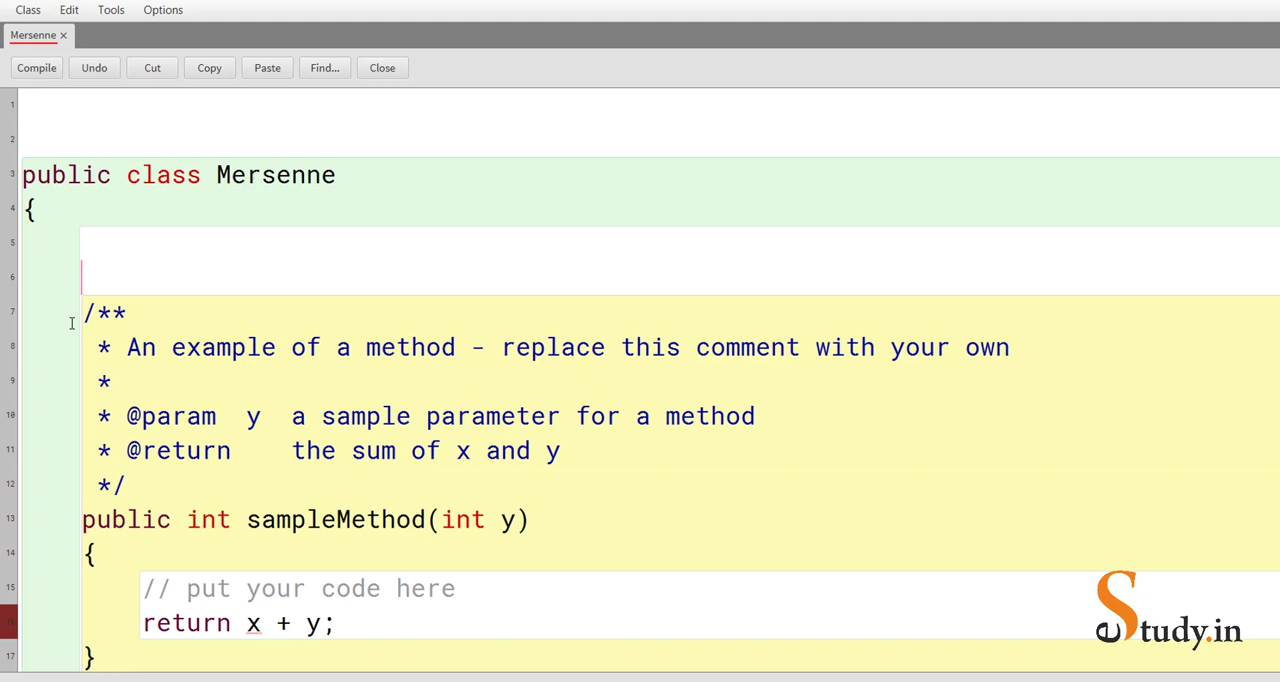 Class Edit Tools Options
Mersenne ×
Compile Undo Cut Copy Paste Find... Close
1
2
3 public class Mersenne
4 {
5
6
7 /**
8 * An example of a method - replace this comment with your own
9 *
10 * @param y a sample parameter for a method
11 * @return the sum of x and y
12 */
13 public int sampleMethod(int y)
14 {
15 // put your code here
return x + y;
17 }
eStudy.in